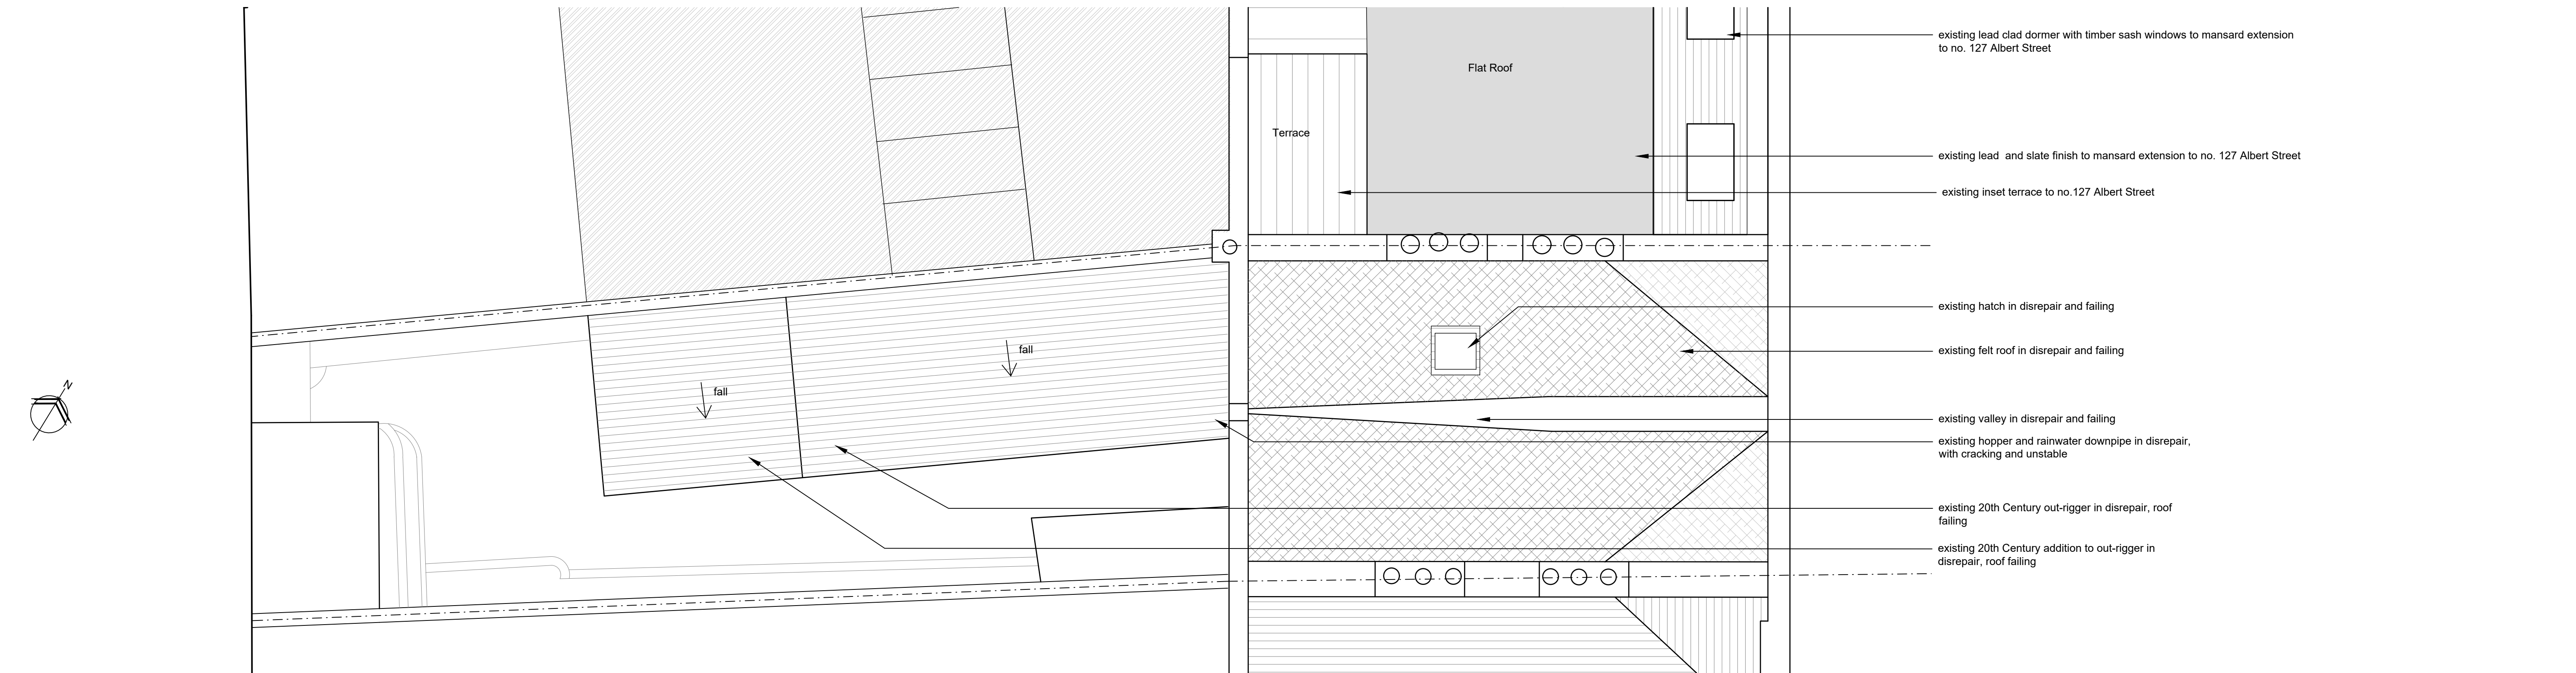 existing lead clad dormer with timber sash windows to mansard extension
to no. 127 Albert Street
Flat Roof
Terrace
existing lead  and slate finish to mansard extension to no. 127 Albert Street
existing inset terrace to no.127 Albert Street
existing hatch in disrepair and failing
fall
existing felt roof in disrepair and failing
N
fall
existing valley in disrepair and failing
existing hopper and rainwater downpipe in disrepair,
with cracking and unstable
existing 20th Century out-rigger in disrepair, roof
failing
existing 20th Century addition to out-rigger in
disrepair, roof failing